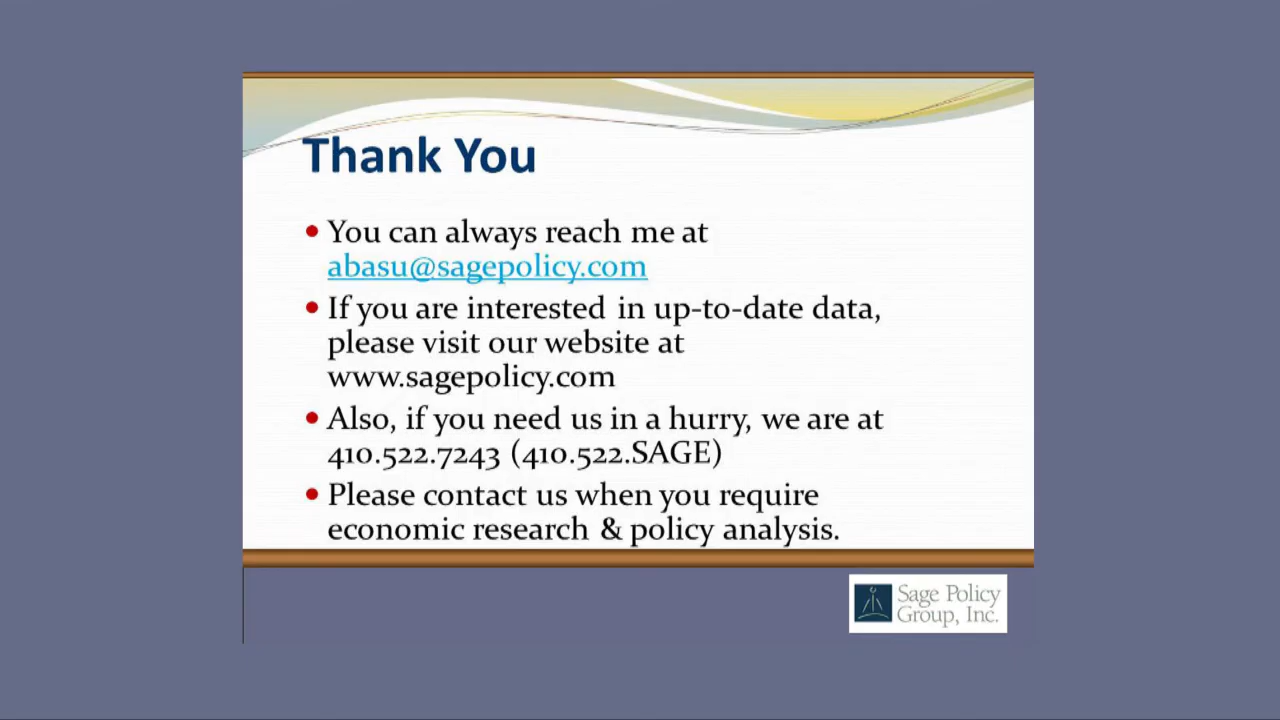 Thank You
• You can always reach me at
abasu@sagepolicy.com
• If you are interested in up-to-date data,
please visit our website at
www.sagepolicy.com
• Also, if you need us in a hurry, we are at
410.522.7243 (410.522.SAGE)
• Please contact us when you require
economic research & policy analysis.
Sage Policy
Group, Inc.